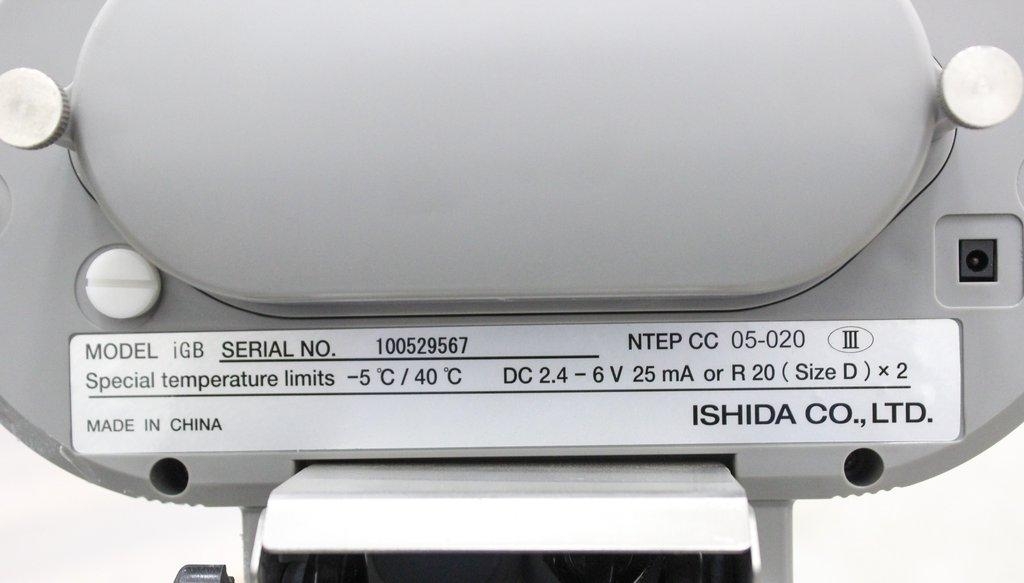 MODEL iGB SERIAL NO. 100529567 NTEP CC 05-020 III
Special temperature limits -5 ℃ / 40 ℃ DC 2.4 - 6 V 25 mA or R 20 ( Size D ) × 2
MADE IN CHINA ISHIDA CO., LTD.